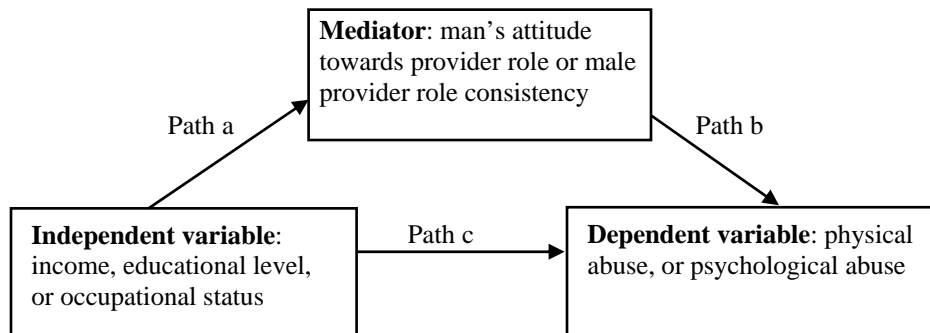 Mediator: man’s attitude
towards provider role or male
provider role consistency
Path a
Path b
Independent variable:
income, educational level,
or occupational status
Path c
Dependent variable: physical
abuse, or psychological abuse